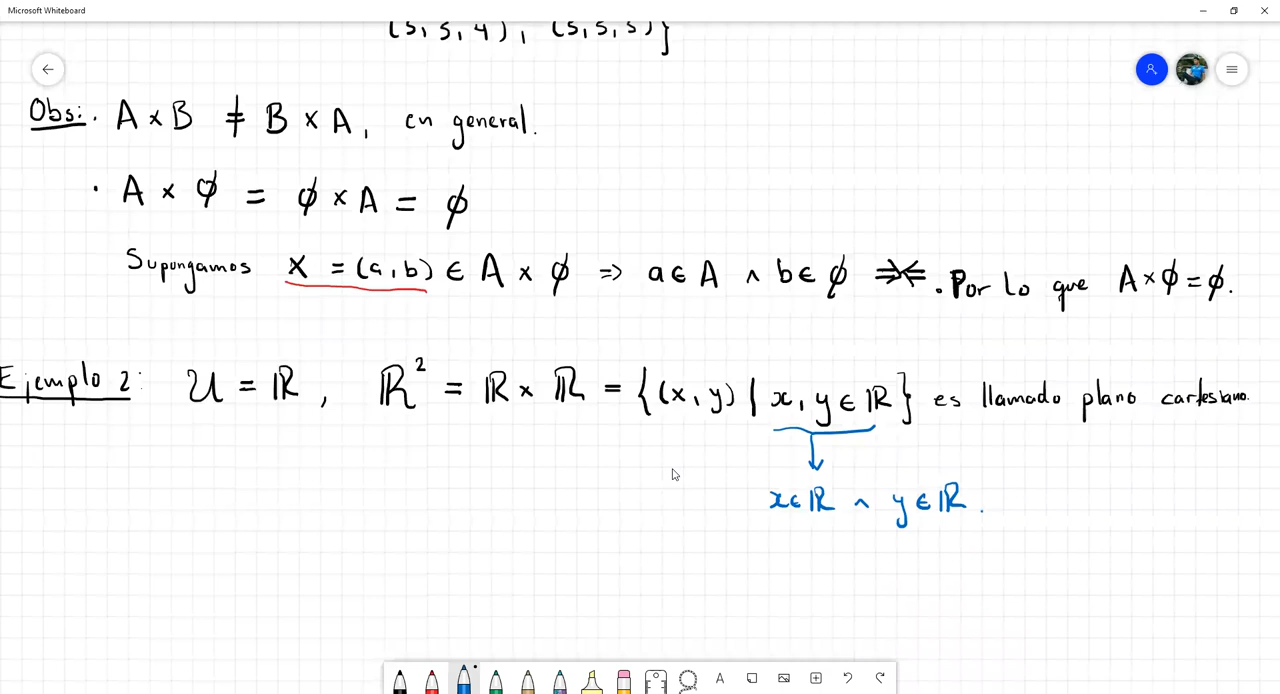 Microsoft Whiteboard
(5, 5, 4), (5, 5, 5)}
Obs: · A × B ≠ B × A, en general.
· A × ∅ = ∅ × A = ∅
Supongamos x = (a, b) ∈ A × ∅ ⇒ a ∈ A ∧ b ∈ ∅ ⇒⇐. Por lo que A × ∅ = ∅.
Ejemplo 2: U = ℝ, ℝ² = ℝ × ℝ = {(x, y) | x, y ∈ ℝ} es llamado plano cartesiano.
x ∈ ℝ ∧ y ∈ ℝ.